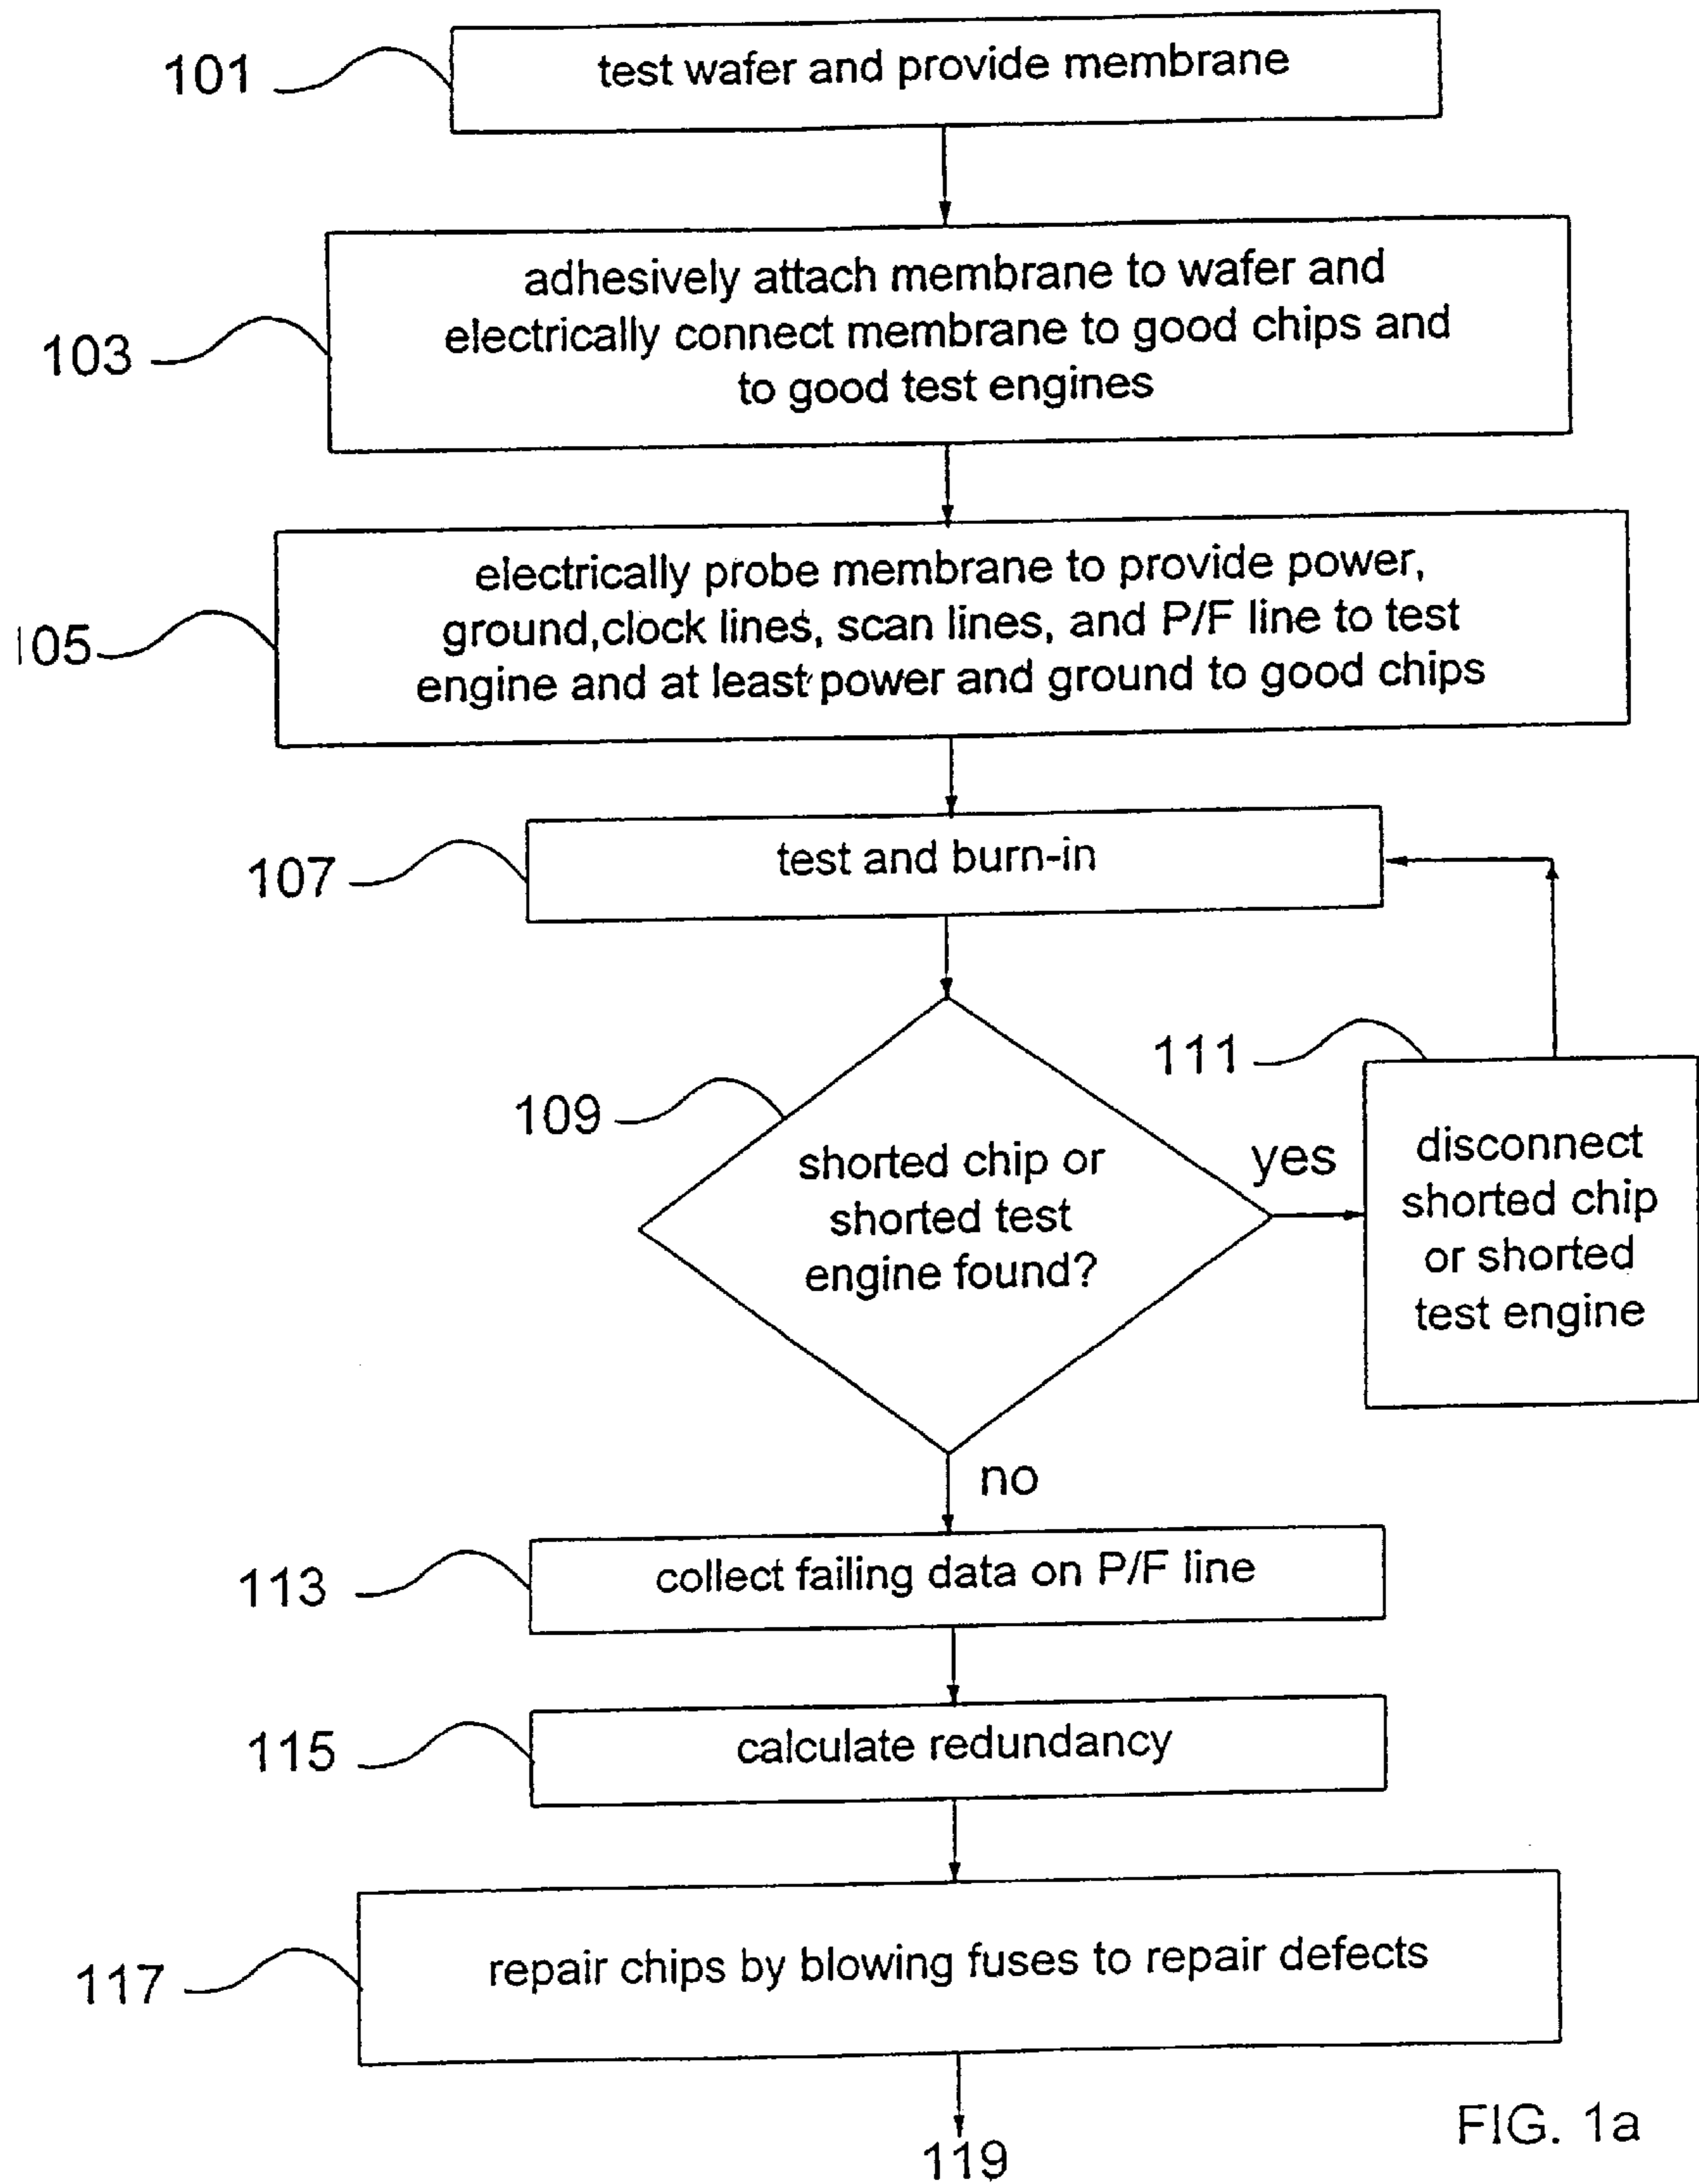 101
test wafer and provide membrane
103
adhesively attach membrane to wafer and
electrically connect membrane to good chips and
to good test engines
105
electrically probe membrane to provide power,
ground,clock lines, scan lines, and P/F line to test
engine and at least power and ground to good chips
107
test and burn-in
109
shorted chip or
shorted test
engine found?
yes
111
disconnect
shorted chip
or shorted
test engine
no
113
collect failing data on P/F line
115
calculate redundancy
117
repair chips by blowing fuses to repair defects
119
FIG. 1a